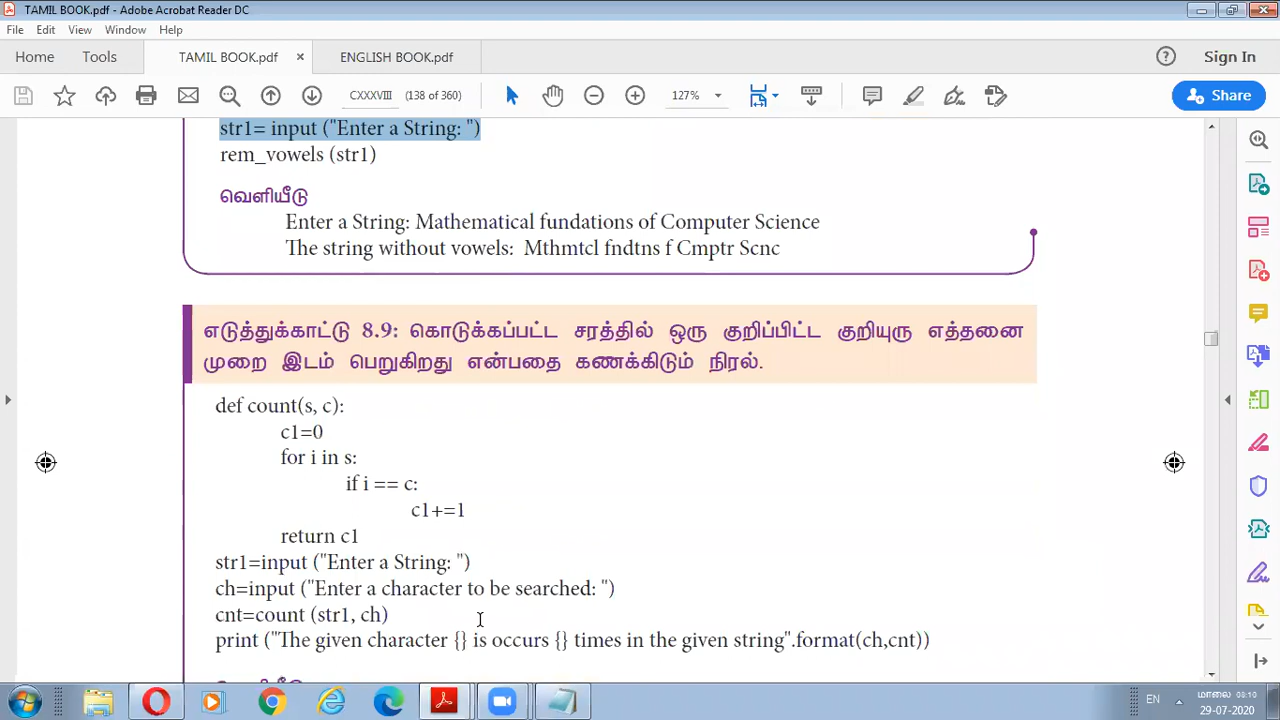 TAMIL BOOK.pdf - Adobe Acrobat Reader DC
File Edit View Window Help
Home Tools TAMIL BOOK.pdf × ENGLISH BOOK.pdf Sign In
CXXXVIII (138 of 360) 127% Share
str1= input ("Enter a String: ")
rem_vowels (str1)
வெளியீடு
Enter a String: Mathematical fundations of Computer Science
The string without vowels: Mthmtcl fndtns f Cmptr Scnc
எடுத்துக்காட்டு 8.9: கொடுக்கப்பட்ட சரத்தில் ஒரு குறிப்பிட்ட குறியுரு எத்தனை
முறை இடம் பெறுகிறது என்பதை கணக்கிடும் நிரல்.
def count(s, c):
c1=0
for i in s:
if i == c:
c1+=1
return c1
str1=input ("Enter a String: ")
ch=input ("Enter a character to be searched: ")
cnt=count (str1, ch)
print ("The given character {} is occurs {} times in the given string".format(ch,cnt))
EN மாலை 08:10
29-07-2020